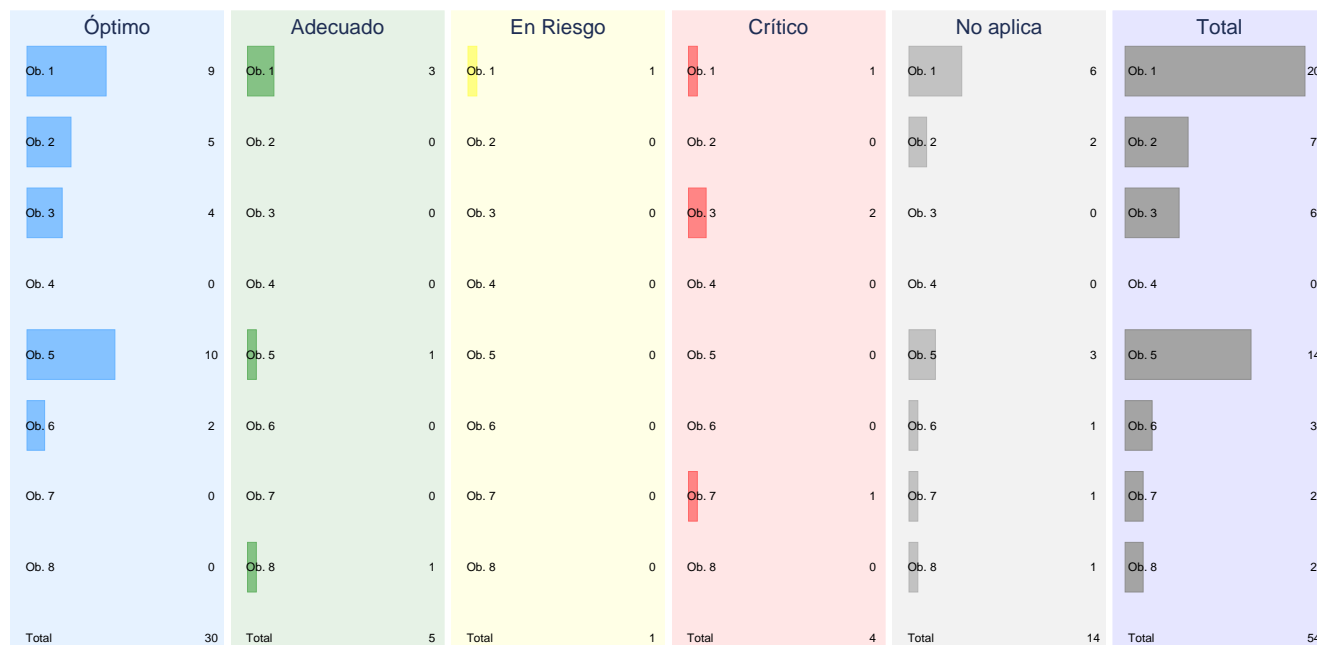 Óptimo Adecuado En Riesgo Crítico No aplica Total
Ob. 1 9 Ob. 1 3 Ob. 1 1 Ob. 1 1 Ob. 1 6 Ob. 1 20
Ob. 2 5 Ob. 2 0 Ob. 2 0 Ob. 2 0 Ob. 2 2 Ob. 2 7
Ob. 3 4 Ob. 3 0 Ob. 3 0 Ob. 3 2 Ob. 3 0 Ob. 3 6
Ob. 4 0 Ob. 4 0 Ob. 4 0 Ob. 4 0 Ob. 4 0 Ob. 4 0
Ob. 5 10 Ob. 5 1 Ob. 5 0 Ob. 5 0 Ob. 5 3 Ob. 5 14
Ob. 6 2 Ob. 6 0 Ob. 6 0 Ob. 6 0 Ob. 6 1 Ob. 6 3
Ob. 7 0 Ob. 7 0 Ob. 7 0 Ob. 7 1 Ob. 7 1 Ob. 7 2
Ob. 8 0 Ob. 8 1 Ob. 8 0 Ob. 8 0 Ob. 8 1 Ob. 8 2
Total 30 Total 5 Total 1 Total 4 Total 14 Total 54